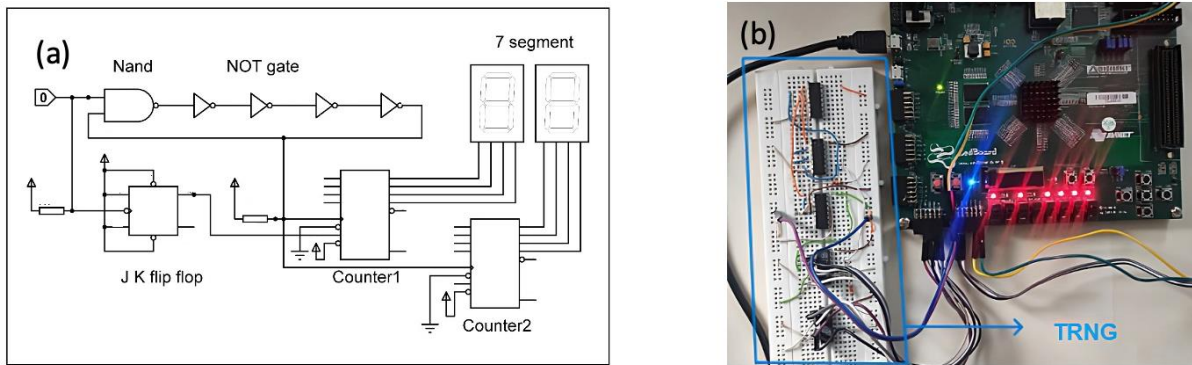 (a)
7 segment
Nand
NOT gate
0
J K flip flop
Counter1
Counter2
(b)
TRNG